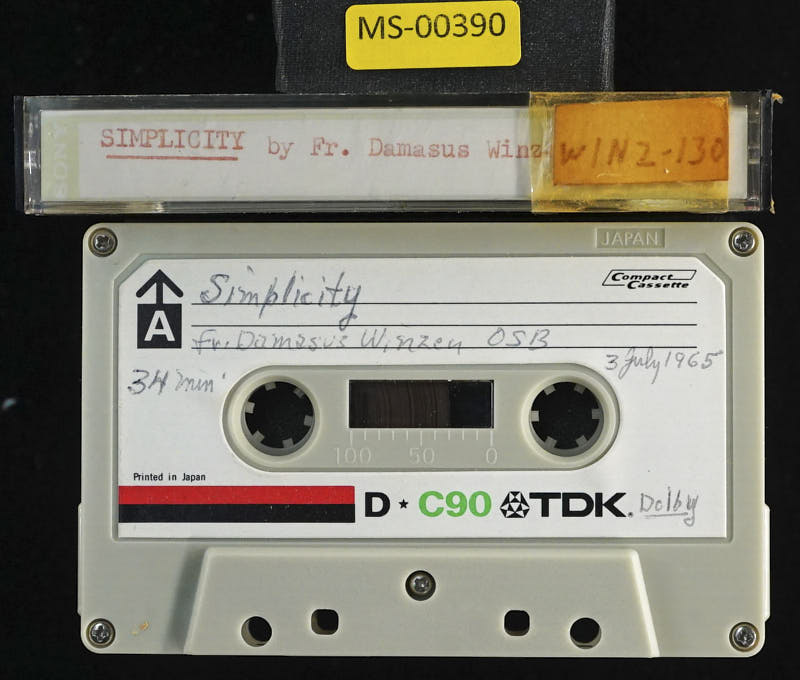 MS-00390
SONY
SIMPLICITY by Fr. Damasus Winz
WINZ-130
JAPAN
Compact Cassette
A
Simplicity
Fr. Damasus Winzen OSB
3 July 1965
34 min
100 50 0
Printed in Japan
D C90 TDK. Dolby